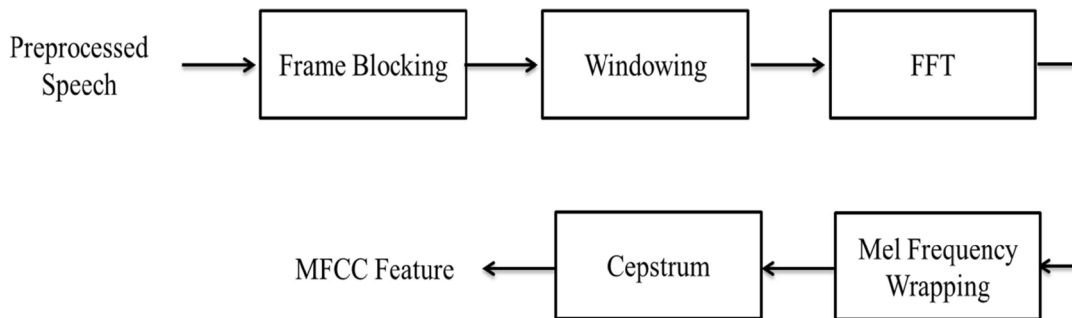 Preprocessed
Speech
Frame Blocking
Windowing
FFT
Mel Frequency
Wrapping
Cepstrum
MFCC Feature